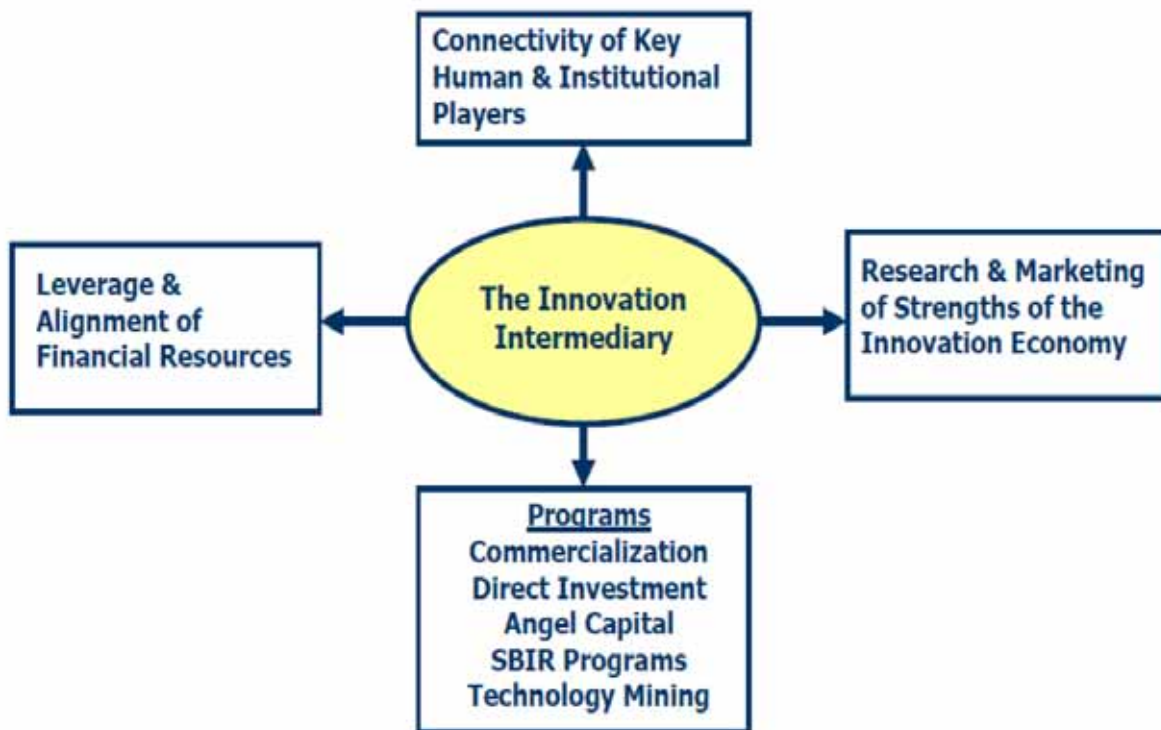 Connectivity of Key
Human & Institutional
Players
Leverage &
Alignment of
Financial Resources
The Innovation
Intermediary
Research & Marketing
of Strengths of the
Innovation Economy
Programs
Commercialization
Direct Investment
Angel Capital
SBIR Programs
Technology Mining